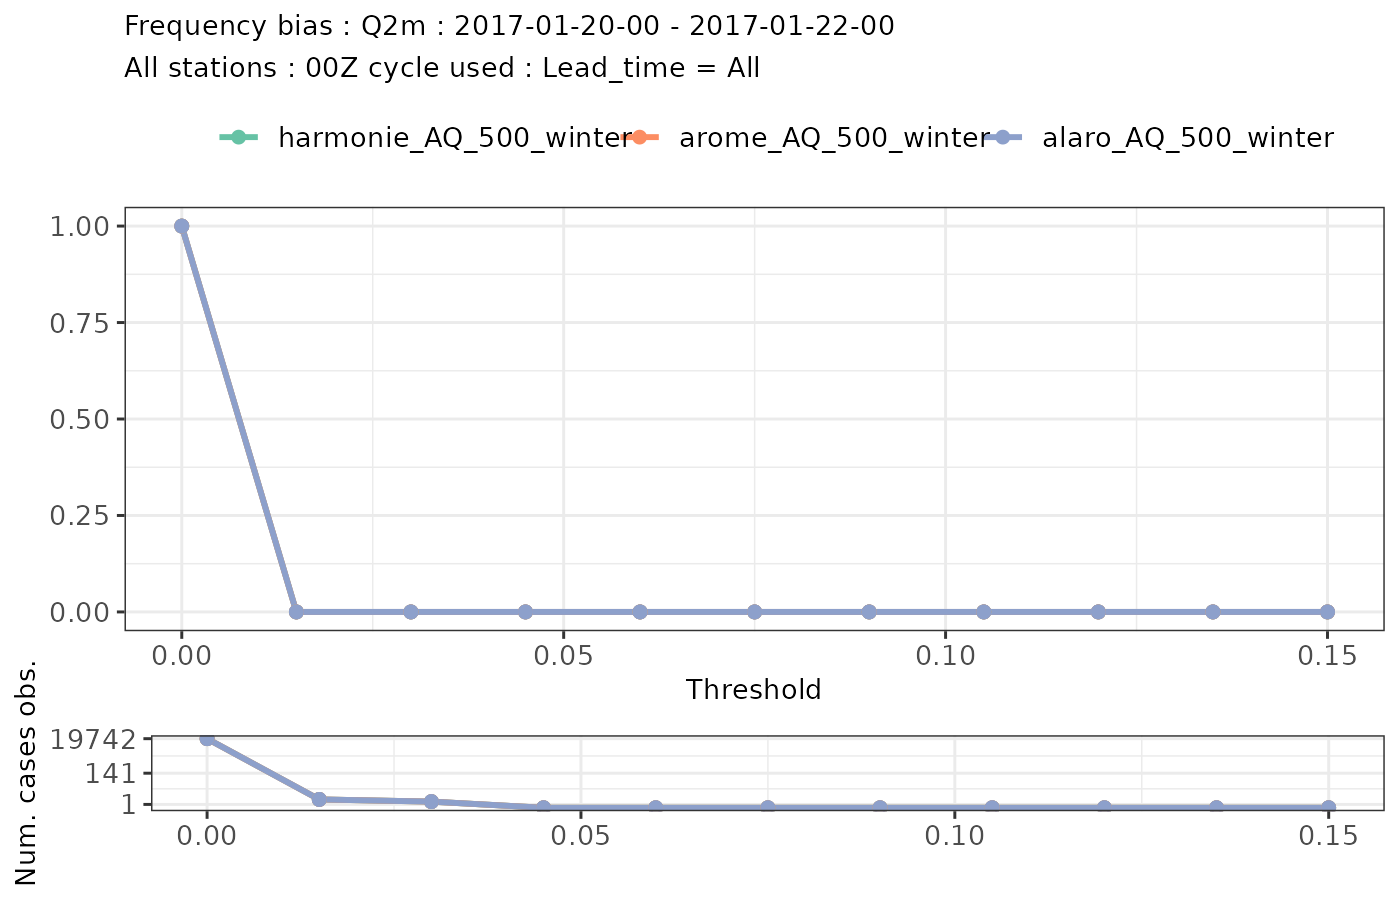 Frequency bias : Q2m : 2017-01-20-00 - 2017-01-22-00
All stations : 00Z cycle used : Lead_time = All
harmonie_AQ_500_winter arome_AQ_500_winter alaro_AQ_500_winter
1.00
0.75
0.50
0.25
0.00
0.00 0.05 0.10 0.15
Threshold
Num. cases obs.
19742
141
1
0.00 0.05 0.10 0.15